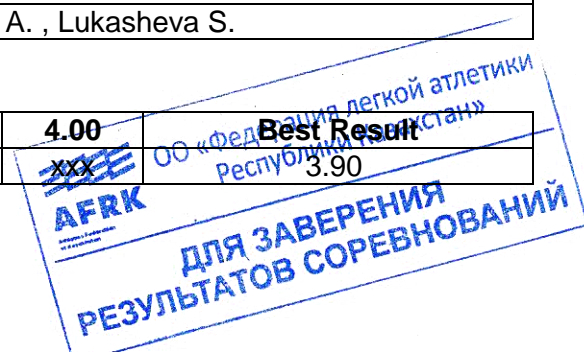 A. , Lukasheva S.
4.00 Best Result
xxx 3.90
ОО «Федерация легкой атлетики
Республики Казахстан»
AFRK
ДЛЯ ЗАВЕРЕНИЯ
РЕЗУЛЬТАТОВ СОРЕВНОВАНИЙ